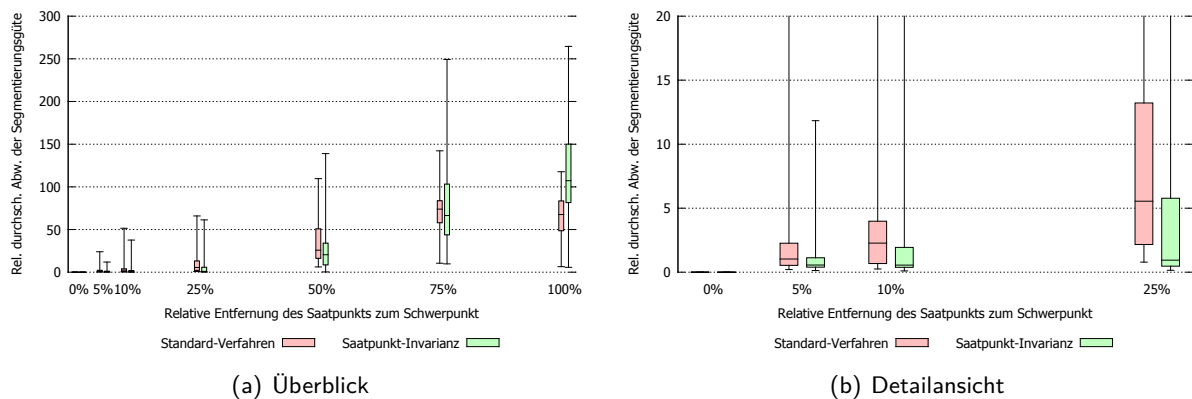 Rel. durchsch. Abw. der Segmentierungsgüte
300
250
200
150
100
50
0
0% 5% 10% 25% 50% 75% 100%
Relative Entfernung des Saatpunkts zum Schwerpunkt
Standard-Verfahren Saatpunkt-Invarianz
(a) Überblick
Rel. durchsch. Abw. der Segmentierungsgüte
20
15
10
5
0
0% 5% 10% 25%
Relative Entfernung des Saatpunkts zum Schwerpunkt
Standard-Verfahren Saatpunkt-Invarianz
(b) Detailansicht